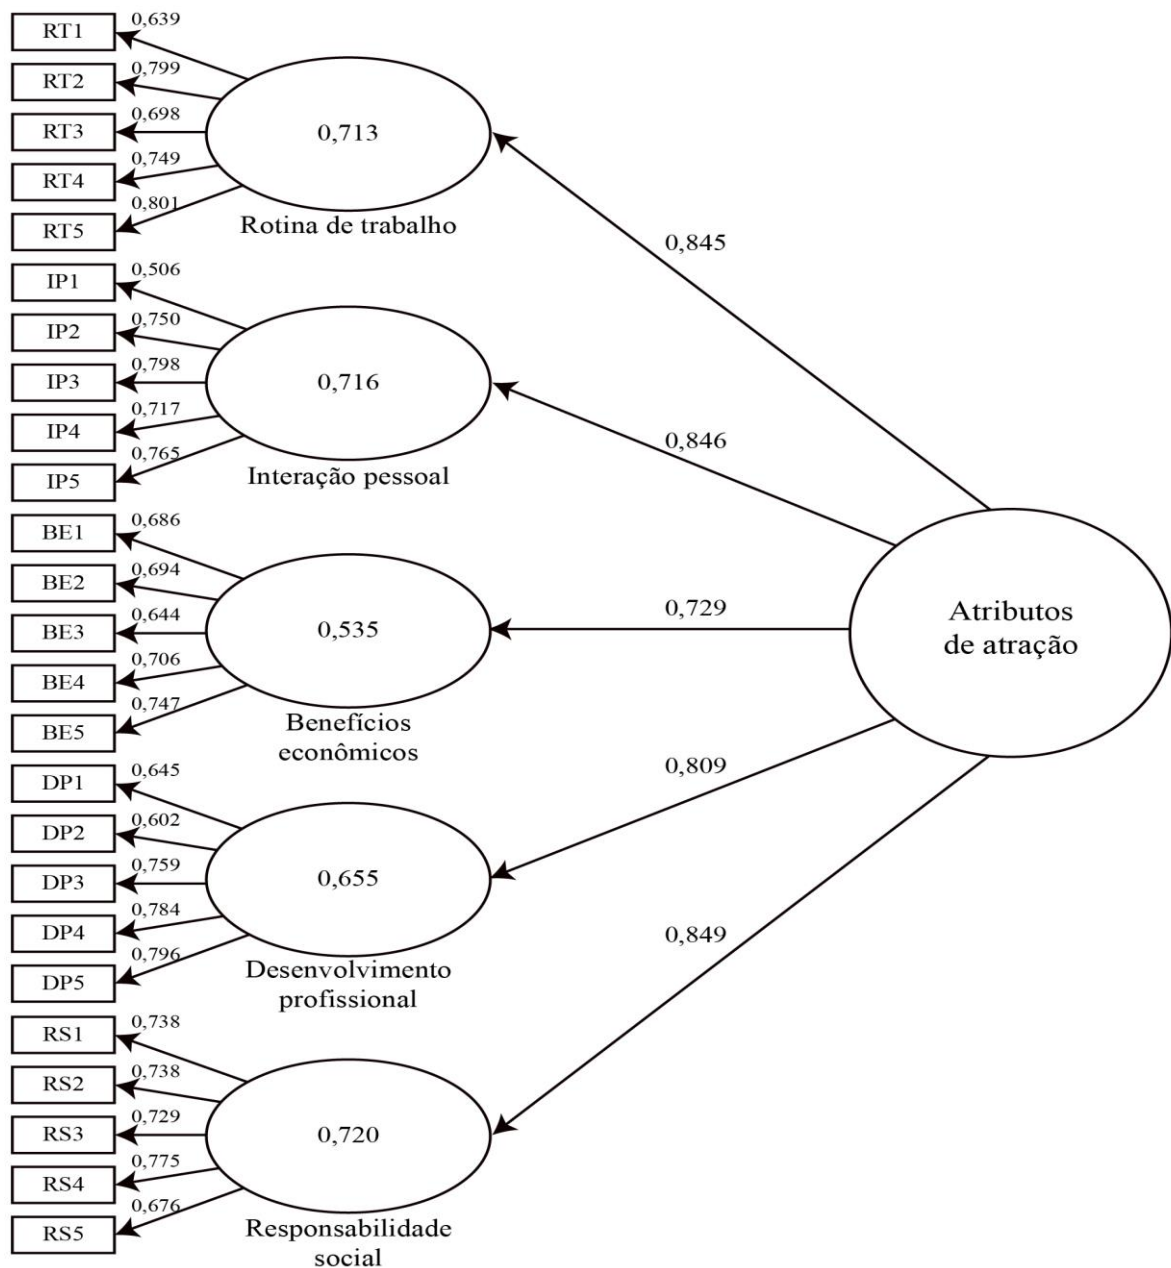 RT1
0,639
RT2
0,799
RT3
0,698
RT4
0,749
RT5
0,801
0,713
Rotina de trabalho
0,845
IP1
0,506
IP2
0,750
IP3
0,798
IP4
0,717
IP5
0,765
0,716
Interação pessoal
0,846
BE1
0,686
BE2
0,694
BE3
0,644
BE4
0,706
BE5
0,747
0,535
Benefícios
econômicos
0,729
Atributos
de atração
DP1
0,645
DP2
0,602
DP3
0,759
DP4
0,784
DP5
0,796
0,655
Desenvolvimento
profissional
0,809
RS1
0,738
RS2
0,738
RS3
0,729
RS4
0,775
RS5
0,676
0,720
Responsabilidade
social
0,849